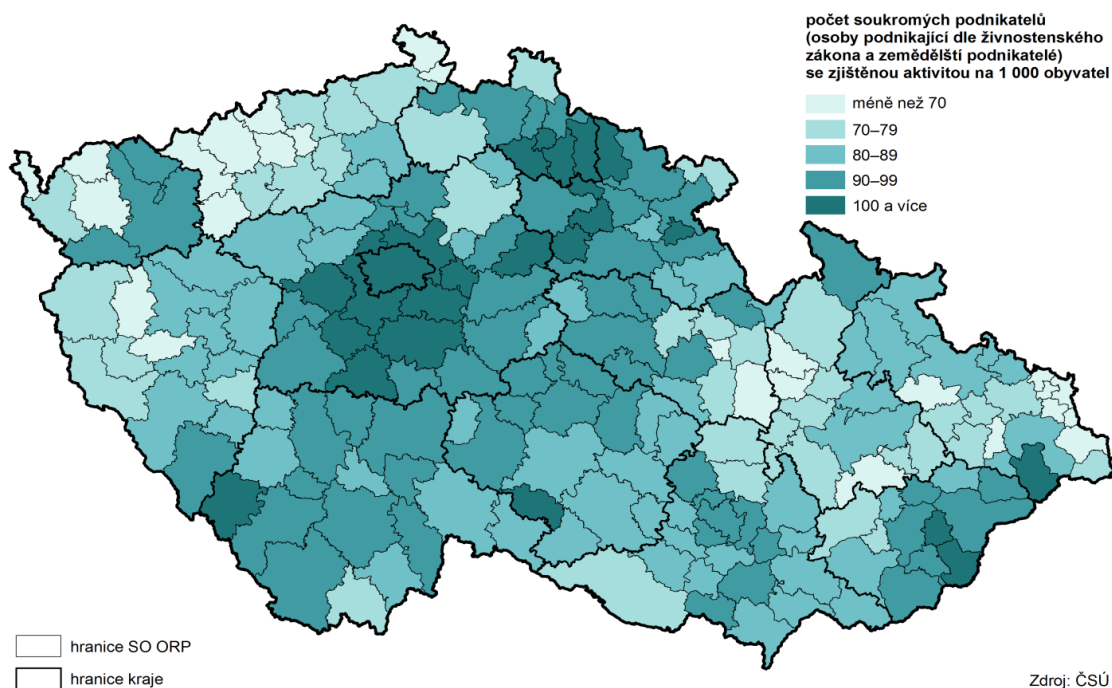 počet soukromých podnikatelů
(osoby podnikající dle živnostenského
zákona a zemědělští podnikatelé)
se zjištěnou aktivitou na 1 000 obyvatel
méně než 70
70–79
80–89
90–99
100 a více
hranice SO ORP
hranice kraje
Zdroj: ČSÚ